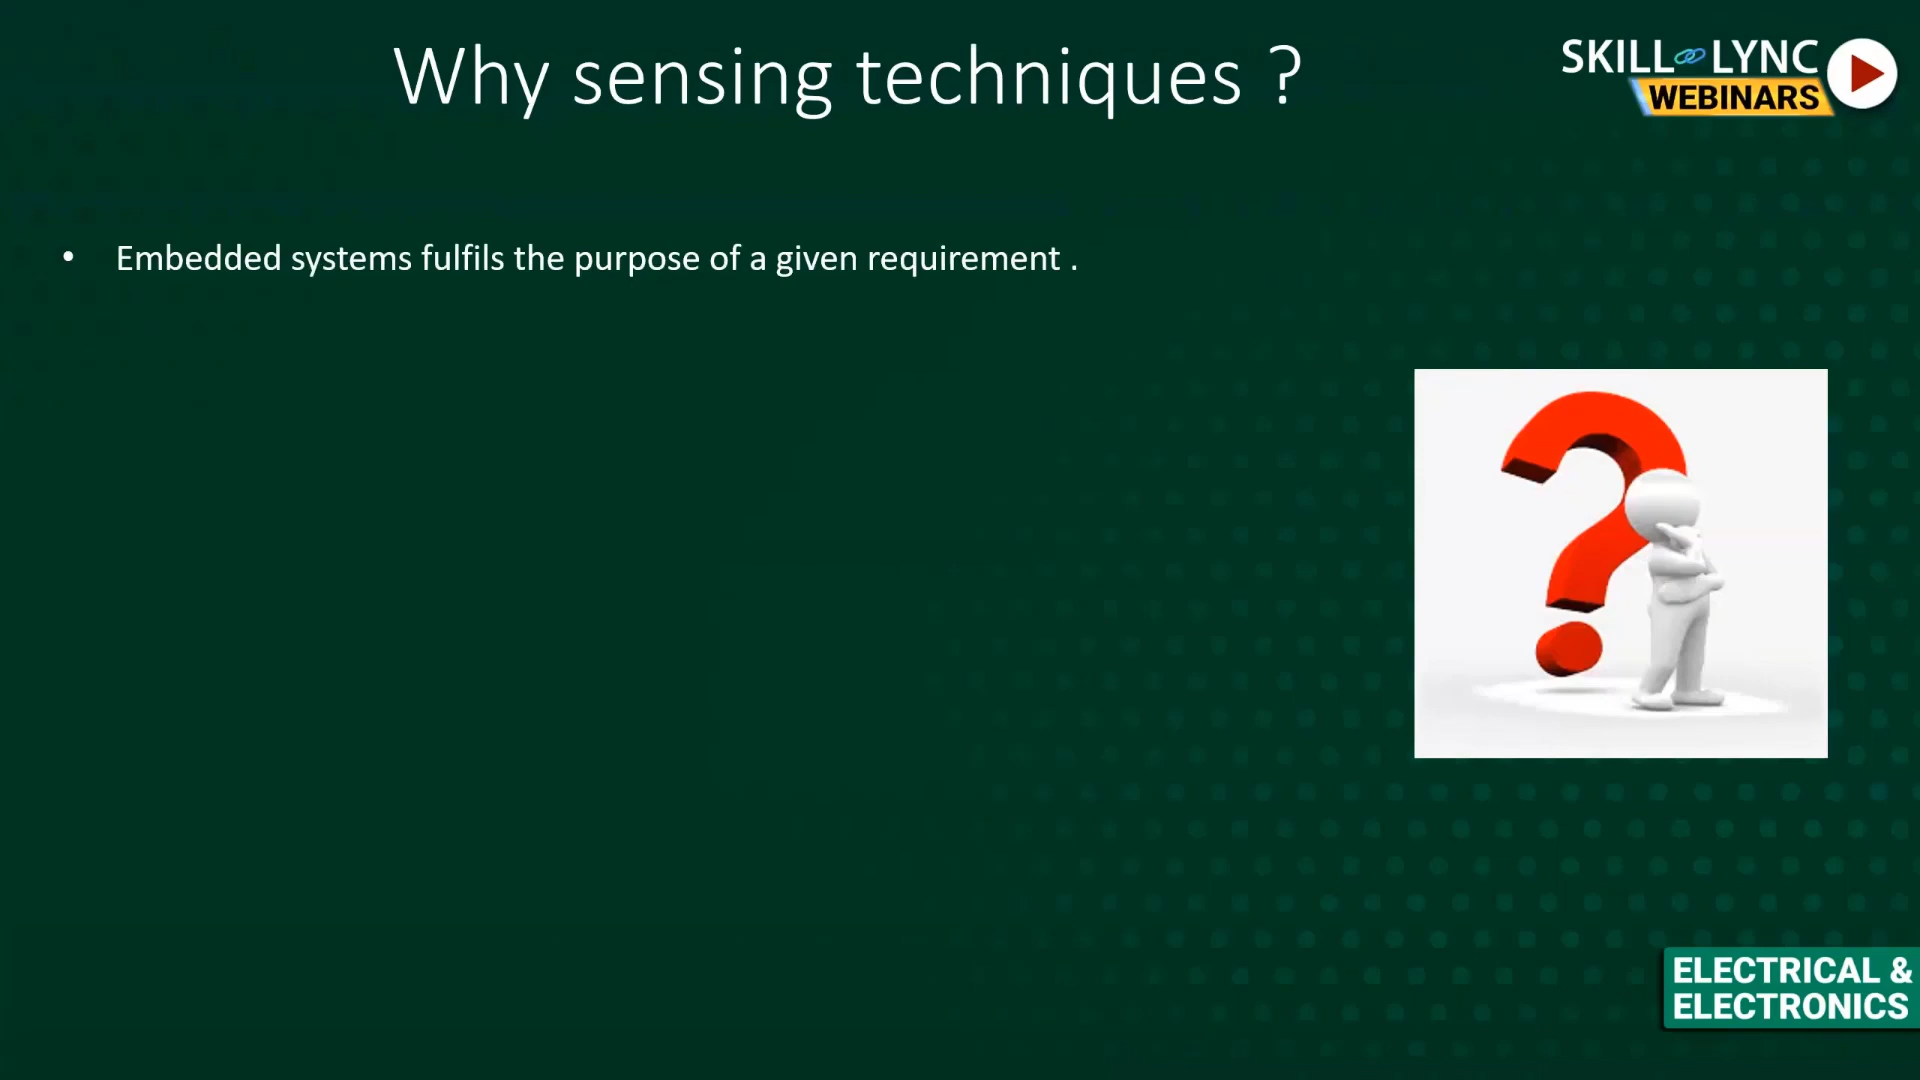 Why sensing techniques ?
SKILL LYNC
WEBINARS
• Embedded systems fulfils the purpose of a given requirement .
ELECTRICAL &
ELECTRONICS